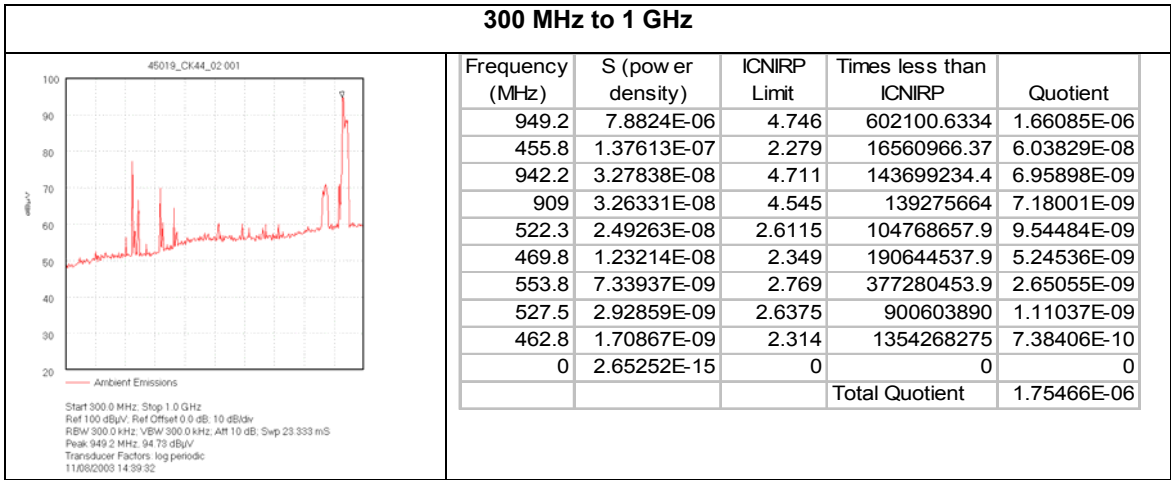 300 MHz to 1 GHz
45019_CK44_02 001
100
90
80
70
60
50
40
30
20
dBµV
Ambient Emissions
Start 300.0 MHz; Stop 1.0 GHz
Ref 100 dBµV; Ref Offset 0.0 dB; 10 dB/div
RBW 300.0 kHz; VBW 300.0 kHz; Att 10 dB; Swp 23.333 mS
Peak 949.2 MHz, 94.73 dBµV
Transducer Factors: log periodic
11/08/2003 14:39:32
Frequency (MHz) S (pow er density) ICNIRP Limit Times less than ICNIRP Quotient
949.2 7.8824E-06 4.746 602100.6334 1.66085E-06
455.8 1.37613E-07 2.279 16560966.37 6.03829E-08
942.2 3.27838E-08 4.711 143699234.4 6.95898E-09
909 3.26331E-08 4.545 139275664 7.18001E-09
522.3 2.49263E-08 2.6115 104768657.9 9.54484E-09
469.8 1.23214E-08 2.349 190644537.9 5.24536E-09
553.8 7.33937E-09 2.769 377280453.9 2.65055E-09
527.5 2.92859E-09 2.6375 900603890 1.11037E-09
462.8 1.70867E-09 2.314 1354268275 7.38406E-10
0 2.65252E-15 0 0 0
Total Quotient 1.75466E-06